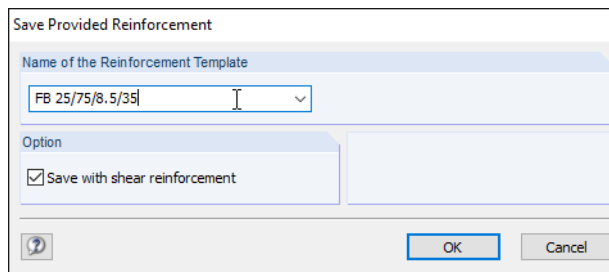 Save Provided Reinforcement
Name of the Reinforcement Template
FB 25/75/8.5/35
Option
Save with shear reinforcement
OK
Cancel